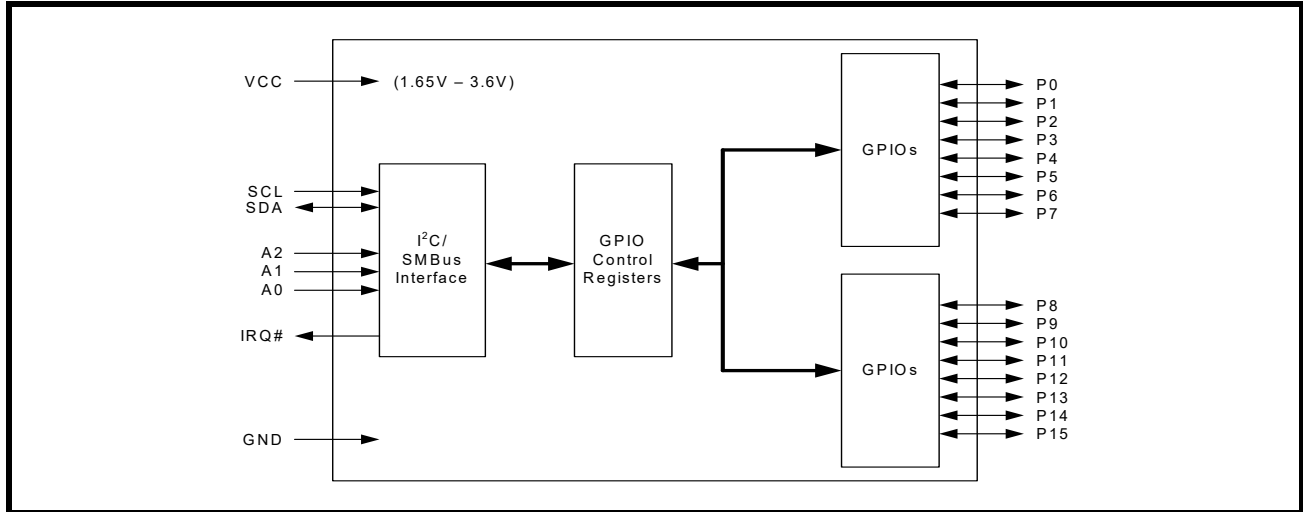 VCC
(1.65V – 3.6V)
SCL
SDA
A2
A1
A0
IRQ#
GND
I²C/
SMBus
Interface
GPIO
Control
Registers
GPIOs
P0
P1
P2
P3
P4
P5
P6
P7
GPIOs
P8
P9
P10
P11
P12
P13
P14
P15